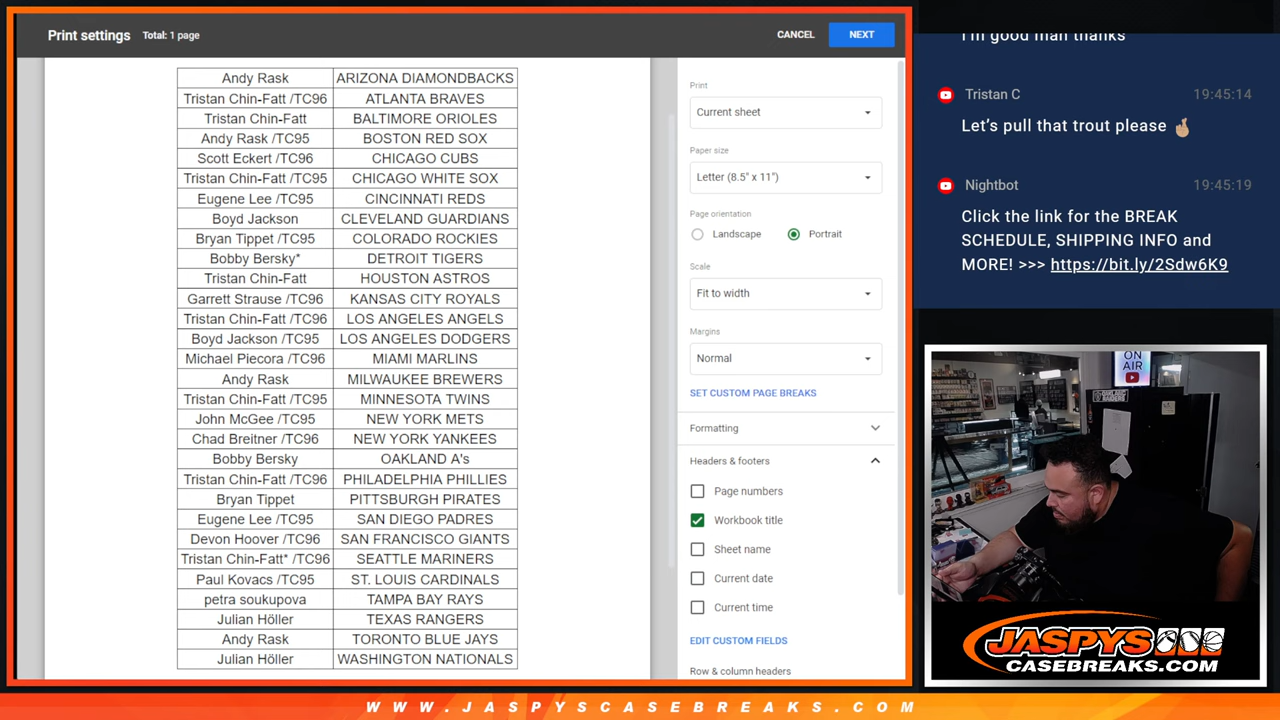 Print settings Total: 1 page CANCEL NEXT
Andy Rask ARIZONA DIAMONDBACKS
Tristan Chin-Fatt /TC96 ATLANTA BRAVES
Tristan Chin-Fatt BALTIMORE ORIOLES
Andy Rask /TC95 BOSTON RED SOX
Scott Eckert /TC96 CHICAGO CUBS
Tristan Chin-Fatt /TC95 CHICAGO WHITE SOX
Eugene Lee /TC95 CINCINNATI REDS
Boyd Jackson CLEVELAND GUARDIANS
Bryan Tippet /TC95 COLORADO ROCKIES
Bobby Bersky* DETROIT TIGERS
Tristan Chin-Fatt HOUSTON ASTROS
Garrett Strause /TC96 KANSAS CITY ROYALS
Tristan Chin-Fatt /TC96 LOS ANGELES ANGELS
Boyd Jackson /TC95 LOS ANGELES DODGERS
Michael Piecora /TC96 MIAMI MARLINS
Andy Rask MILWAUKEE BREWERS
Tristan Chin-Fatt /TC95 MINNESOTA TWINS
John McGee /TC95 NEW YORK METS
Chad Breitner /TC96 NEW YORK YANKEES
Bobby Bersky OAKLAND A's
Tristan Chin-Fatt /TC96 PHILADELPHIA PHILLIES
Bryan Tippet PITTSBURGH PIRATES
Eugene Lee /TC95 SAN DIEGO PADRES
Devon Hoover /TC96 SAN FRANCISCO GIANTS
Tristan Chin-Fatt* /TC96 SEATTLE MARINERS
Paul Kovacs /TC95 ST. LOUIS CARDINALS
petra soukupova TAMPA BAY RAYS
Julian Höller TEXAS RANGERS
Andy Rask TORONTO BLUE JAYS
Julian Höller WASHINGTON NATIONALS
Print
Current sheet
Paper size
Letter (8.5" x 11")
Page orientation
Landscape Portrait
Scale
Fit to width
Margins
Normal
SET CUSTOM PAGE BREAKS
Formatting
Headers & footers
Page numbers
Workbook title
Sheet name
Current date
Current time
EDIT CUSTOM FIELDS
Row & column headers
I'm good man thanks
Tristan C 19:45:14
Let's pull that trout please 🤞🏼
Nightbot 19:45:19
Click the link for the BREAK
SCHEDULE, SHIPPING INFO and
MORE! >>> https://bit.ly/2Sdw6K9
ON
AIR
JASPYS
CASEBREAKS.COM
WWW.JASPYSCASEBREAKS.COM